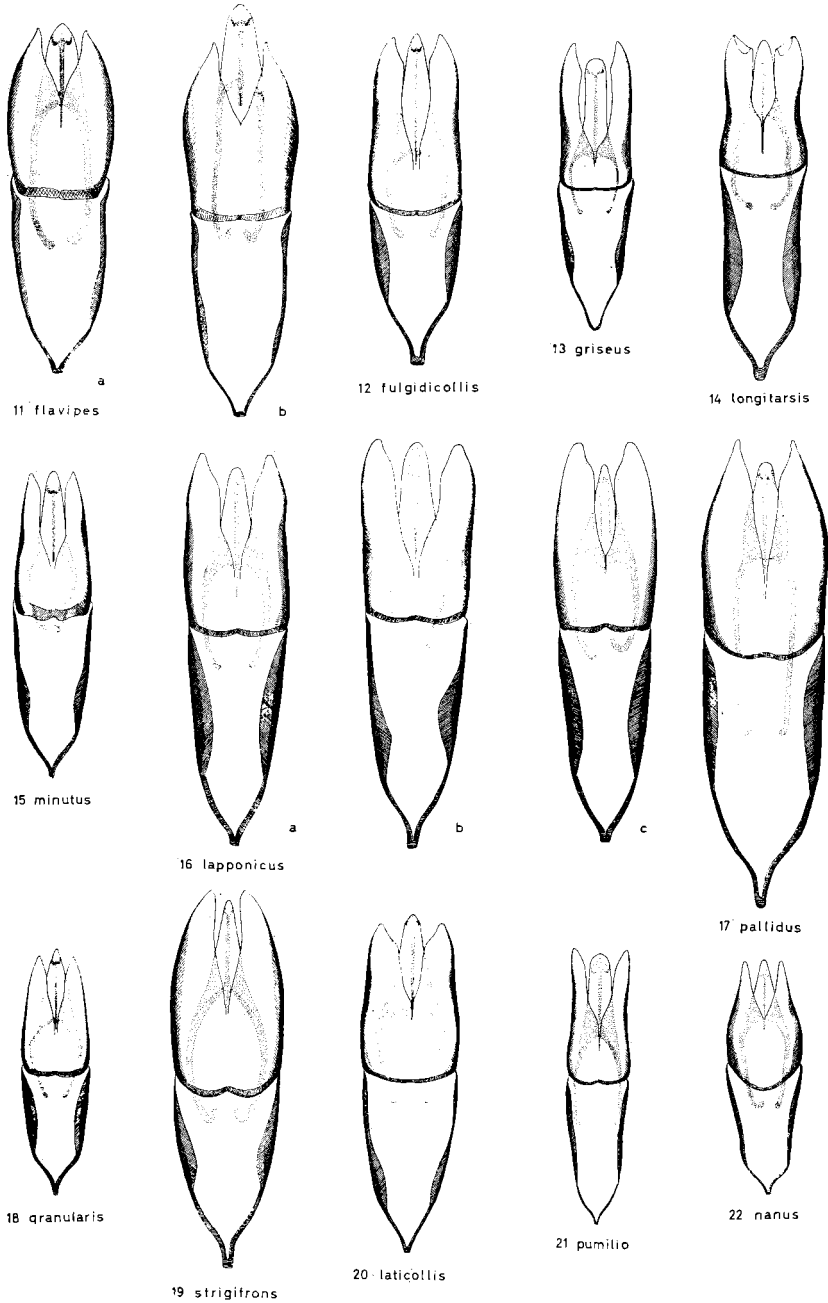 a
11 flavipes
b
12 fulgidicollis
13 griseus
14 longitarsis
15 minutus
a
16 lapponicus
b
c
17 pallidus
18 granularis
19 strigifrons
20 laticollis
21 pumilio
22 nanus